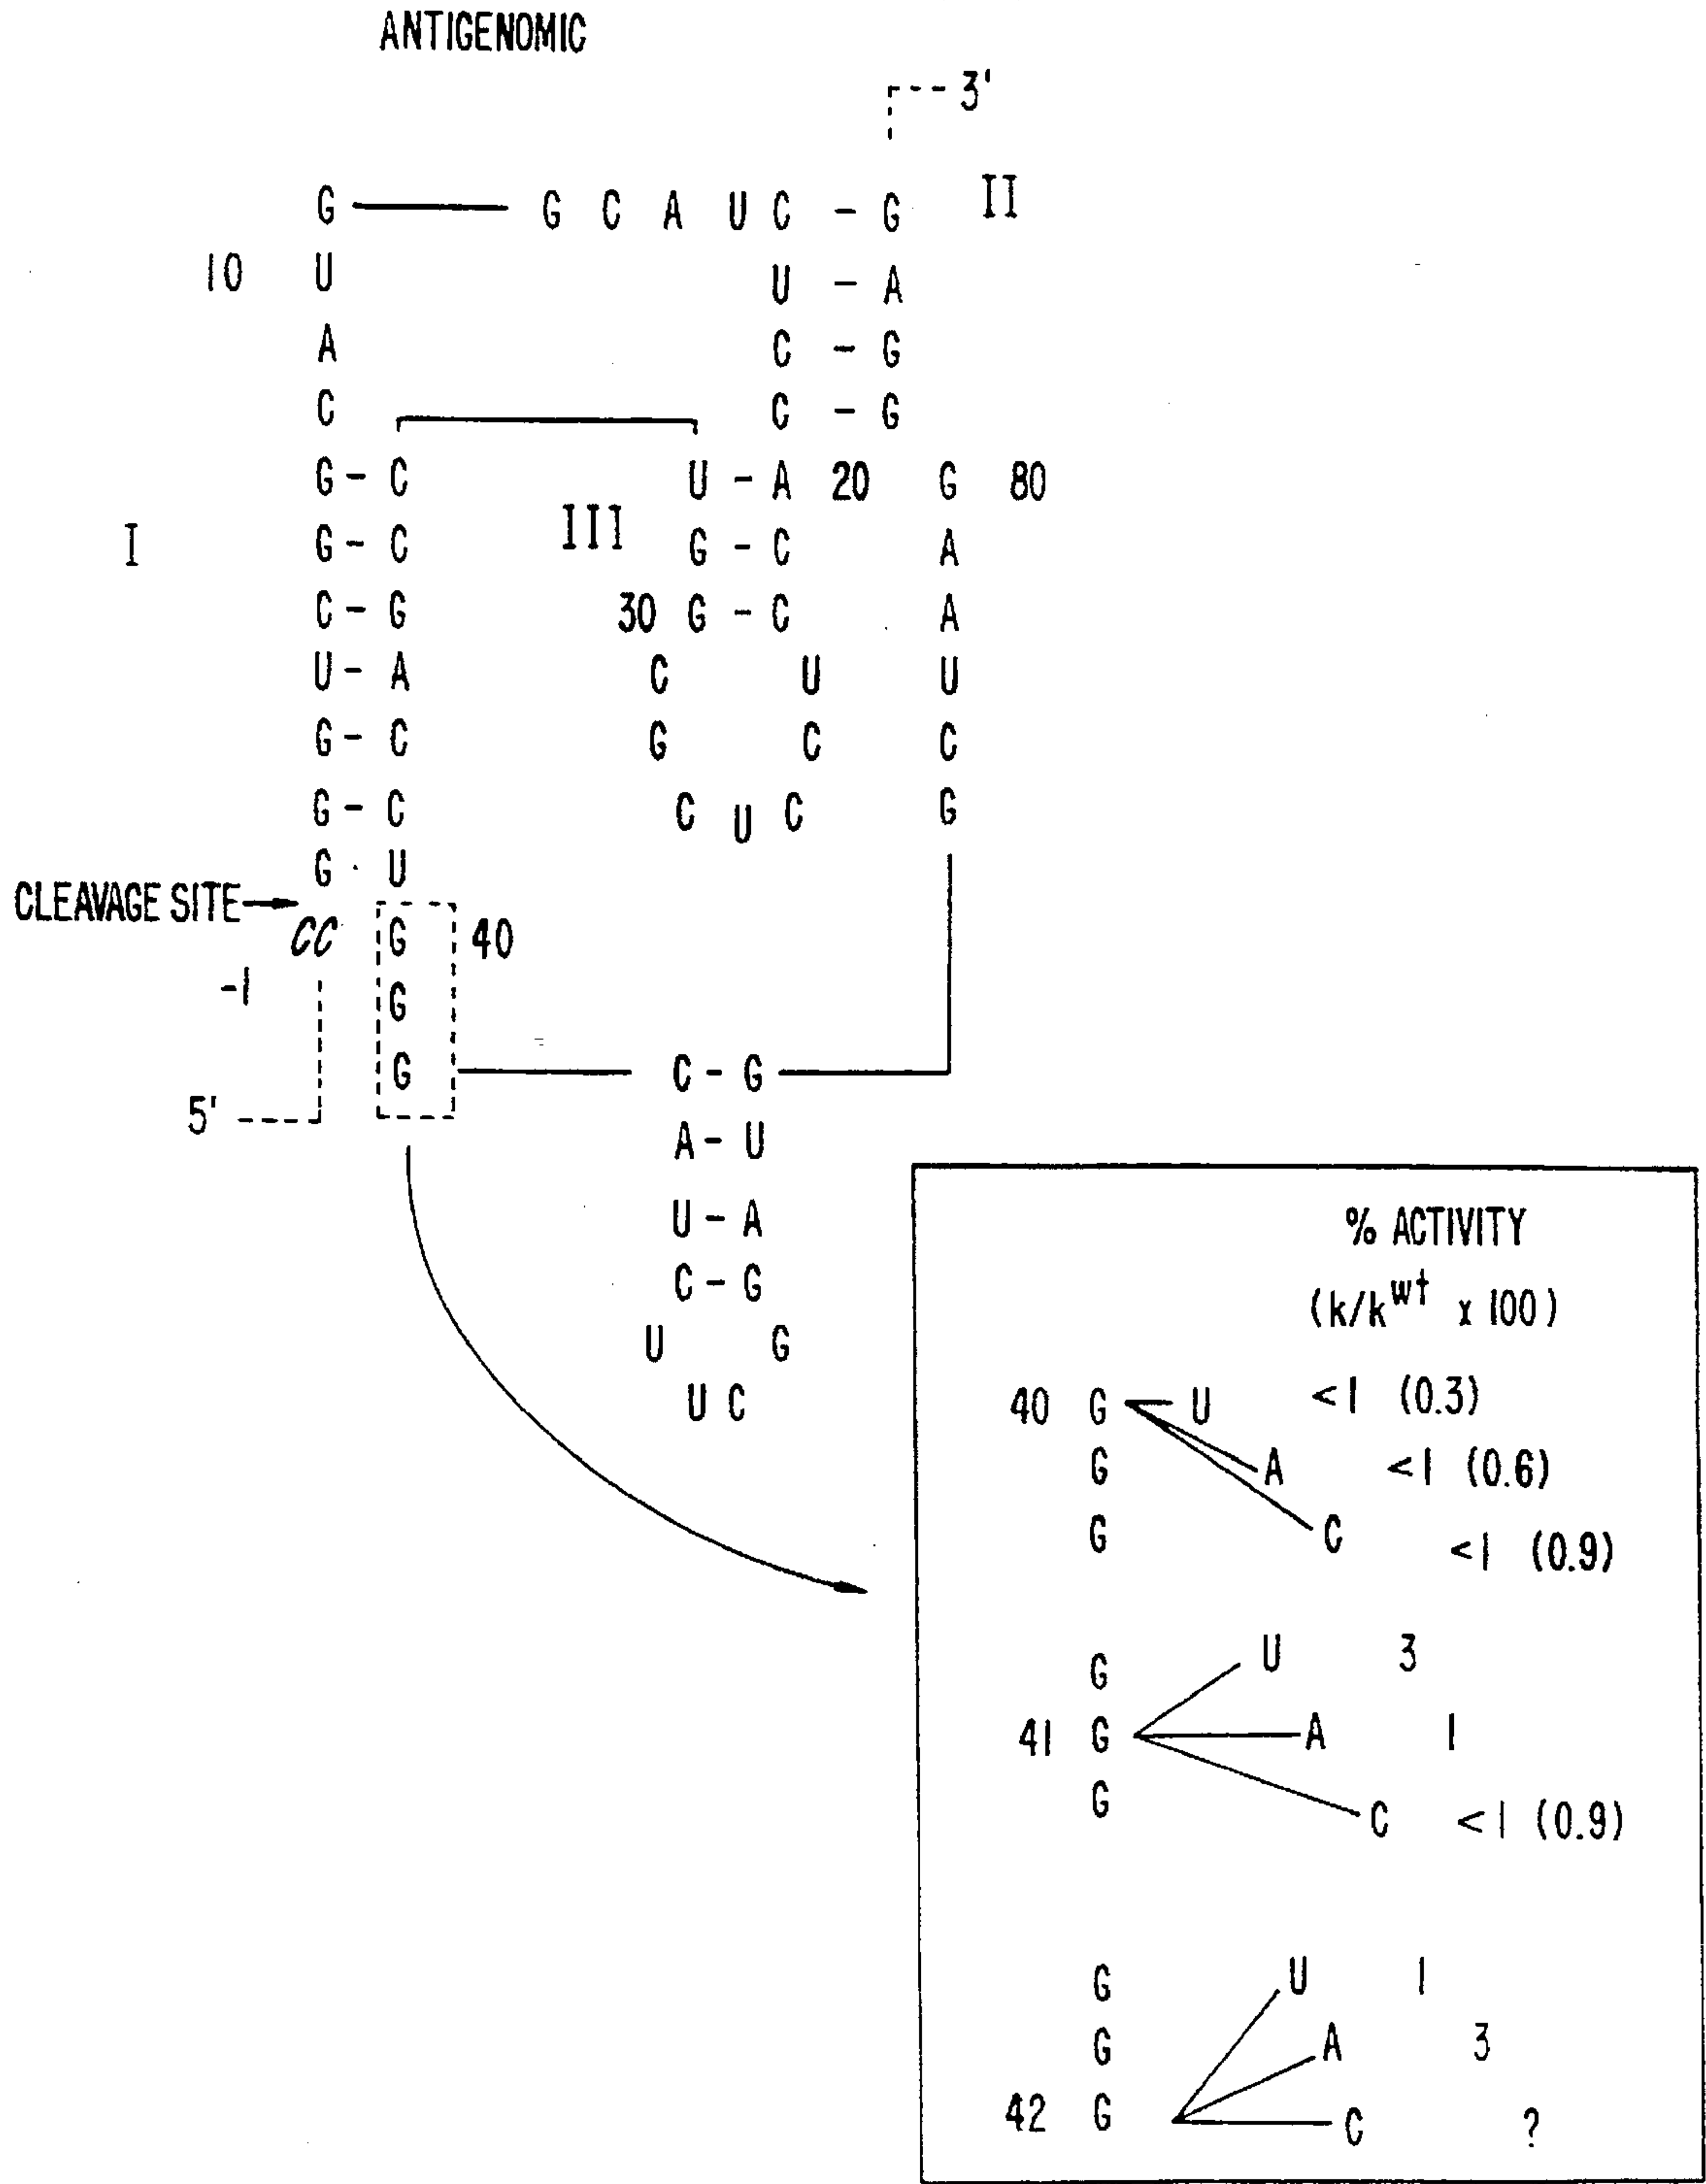 ANTIGENOMIC
3'
G G C A U C - G II
10 U U - A
A C - G
C C - G
G - C U - A 20 G 80
I G - C III G - C A
C - G 30 G - C A
U - A C U U
G - C G C C
G - C C U C G
G · U
CLEAVAGE SITE
CC G 40
-1 G
G C - G
5' A - U
U - A
C - G
U G
U C
% ACTIVITY
(k/k^wt x 100)
40 G U <1 (0.3)
G A <1 (0.6)
G C <1 (0.9)
G U 3
41 G A 1
G C <1 (0.9)
G U 1
G A 3
42 G C ?